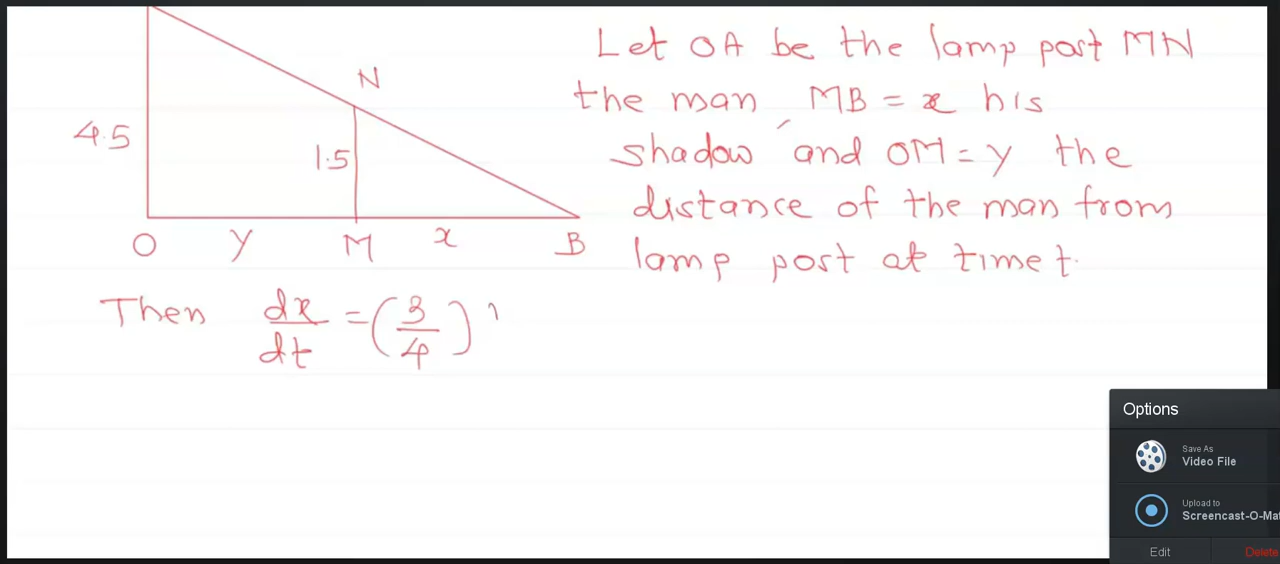 N
4.5
1.5
O y M x B
Let OA be the lamp post MN
the man, MB = x his
shadow and OM = y the
distance of the man from
lamp post at time t.
Then dx/dt = (3/4)
Options
Save As
Video File
Upload to
Screencast-O-Mat
Edit Delete